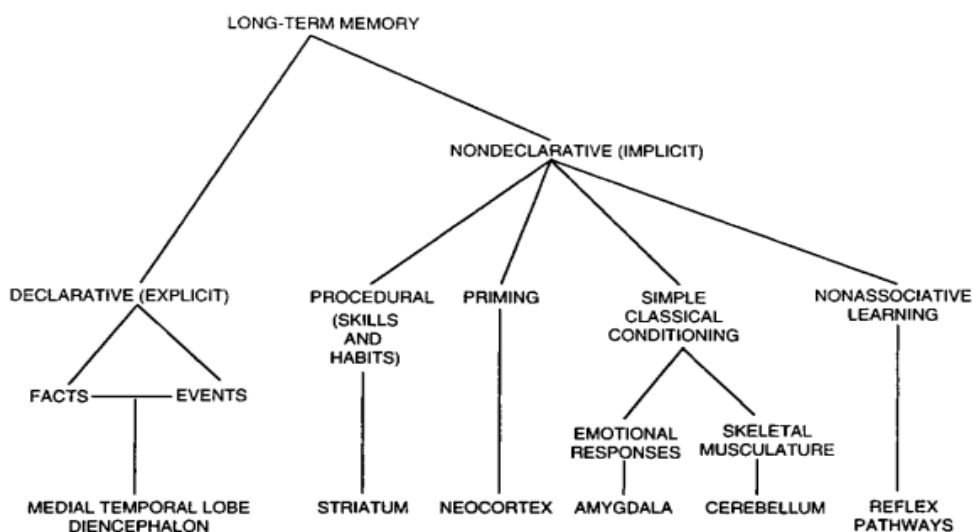 LONG-TERM MEMORY
NONDECLARATIVE (IMPLICIT)
DECLARATIVE (EXPLICIT)
PROCEDURAL
(SKILLS
AND
HABITS)
PRIMING
SIMPLE
CLASSICAL
CONDITIONING
NONASSOCIATIVE
LEARNING
FACTS
EVENTS
EMOTIONAL
RESPONSES
SKELETAL
MUSCULATURE
MEDIAL TEMPORAL LOBE
DIENCEPHALON
STRIATUM
NEOCORTEX
AMYGDALA
CEREBELLUM
REFLEX
PATHWAYS